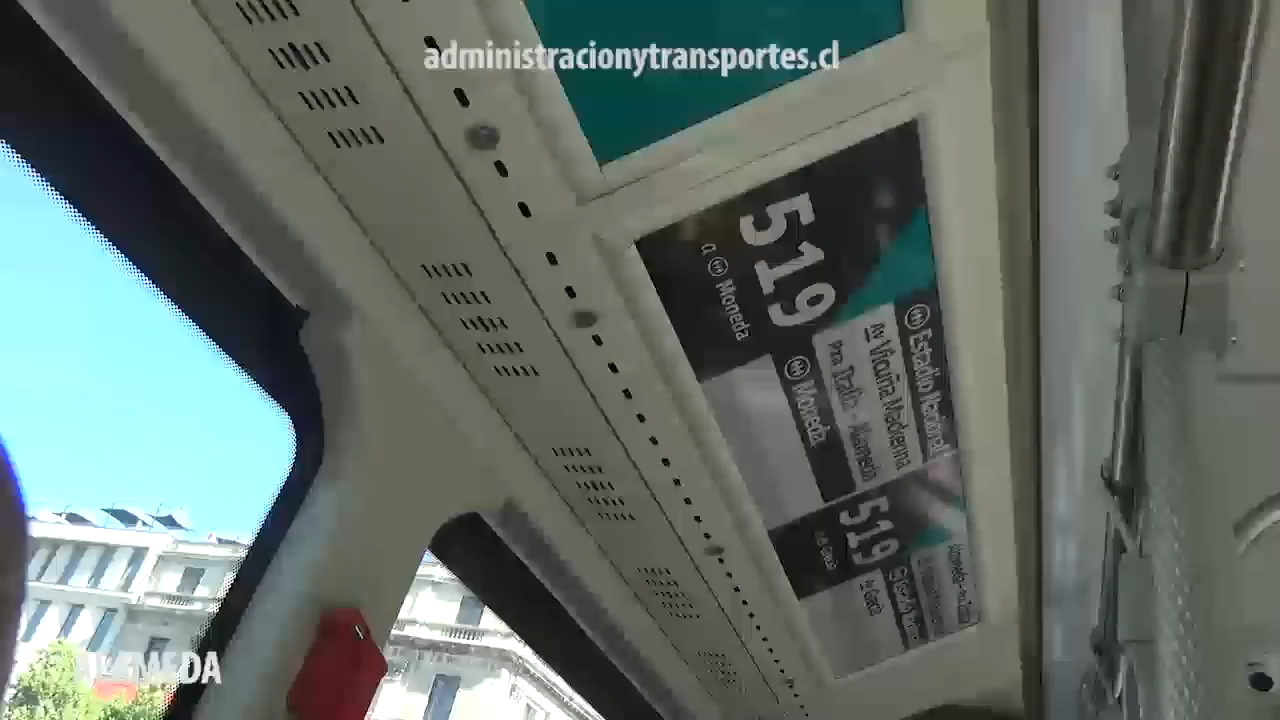 administracionytransportes.cl
519
a Moneda
Estadio Nacional
Av Vicuña Mackenna
Pza. Italia - Alameda
Moneda
519
ALAMEDA